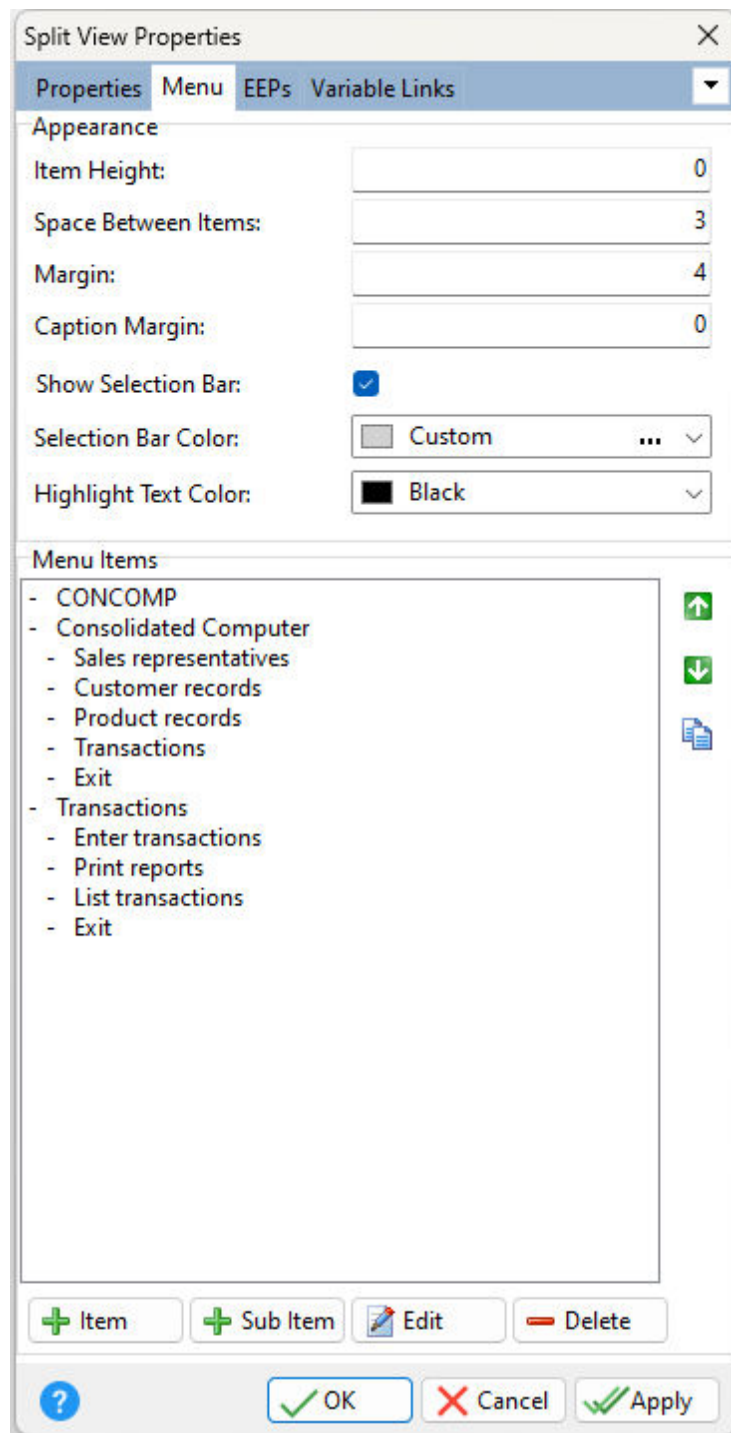 Split View Properties
Properties Menu EEPs Variable Links
Appearance
Item Height: 0
Space Between Items: 3
Margin: 4
Caption Margin: 0
Show Selection Bar:
Selection Bar Color: Custom ...
Highlight Text Color: Black
Menu Items
- CONCOMP
- Consolidated Computer
- Sales representatives
- Customer records
- Product records
- Transactions
- Exit
- Transactions
- Enter transactions
- Print reports
- List transactions
- Exit
Item Sub Item Edit Delete
? OK Cancel Apply